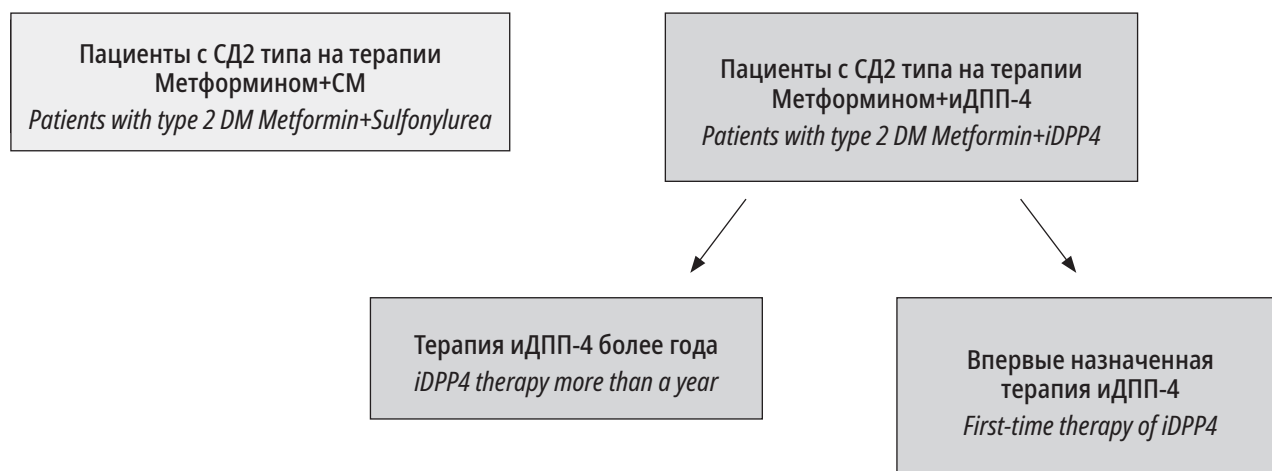 Пациенты с СД2 типа на терапии
Метформином+СМ
Patients with type 2 DM Metformin+Sulfonylurea
Пациенты с СД2 типа на терапии
Метформином+иДПП-4
Patients with type 2 DM Metformin+iDPP4
Терапия иДПП-4 более года
iDPP4 therapy more than a year
Впервые назначенная
терапия иДПП-4
First-time therapy of iDPP4